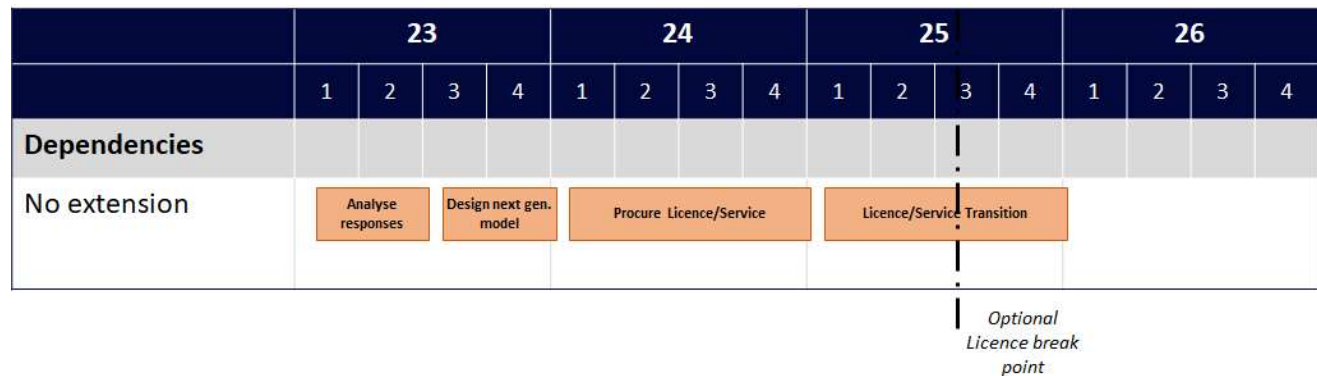 23 24 25 26
1 2 3 4 1 2 3 4 1 2 3 4 1 2 3 4
Dependencies
No extension
Analyse
responses
Design next gen.
model
Procure Licence/Service
Licence/Service Transition
Optional
Licence break
point